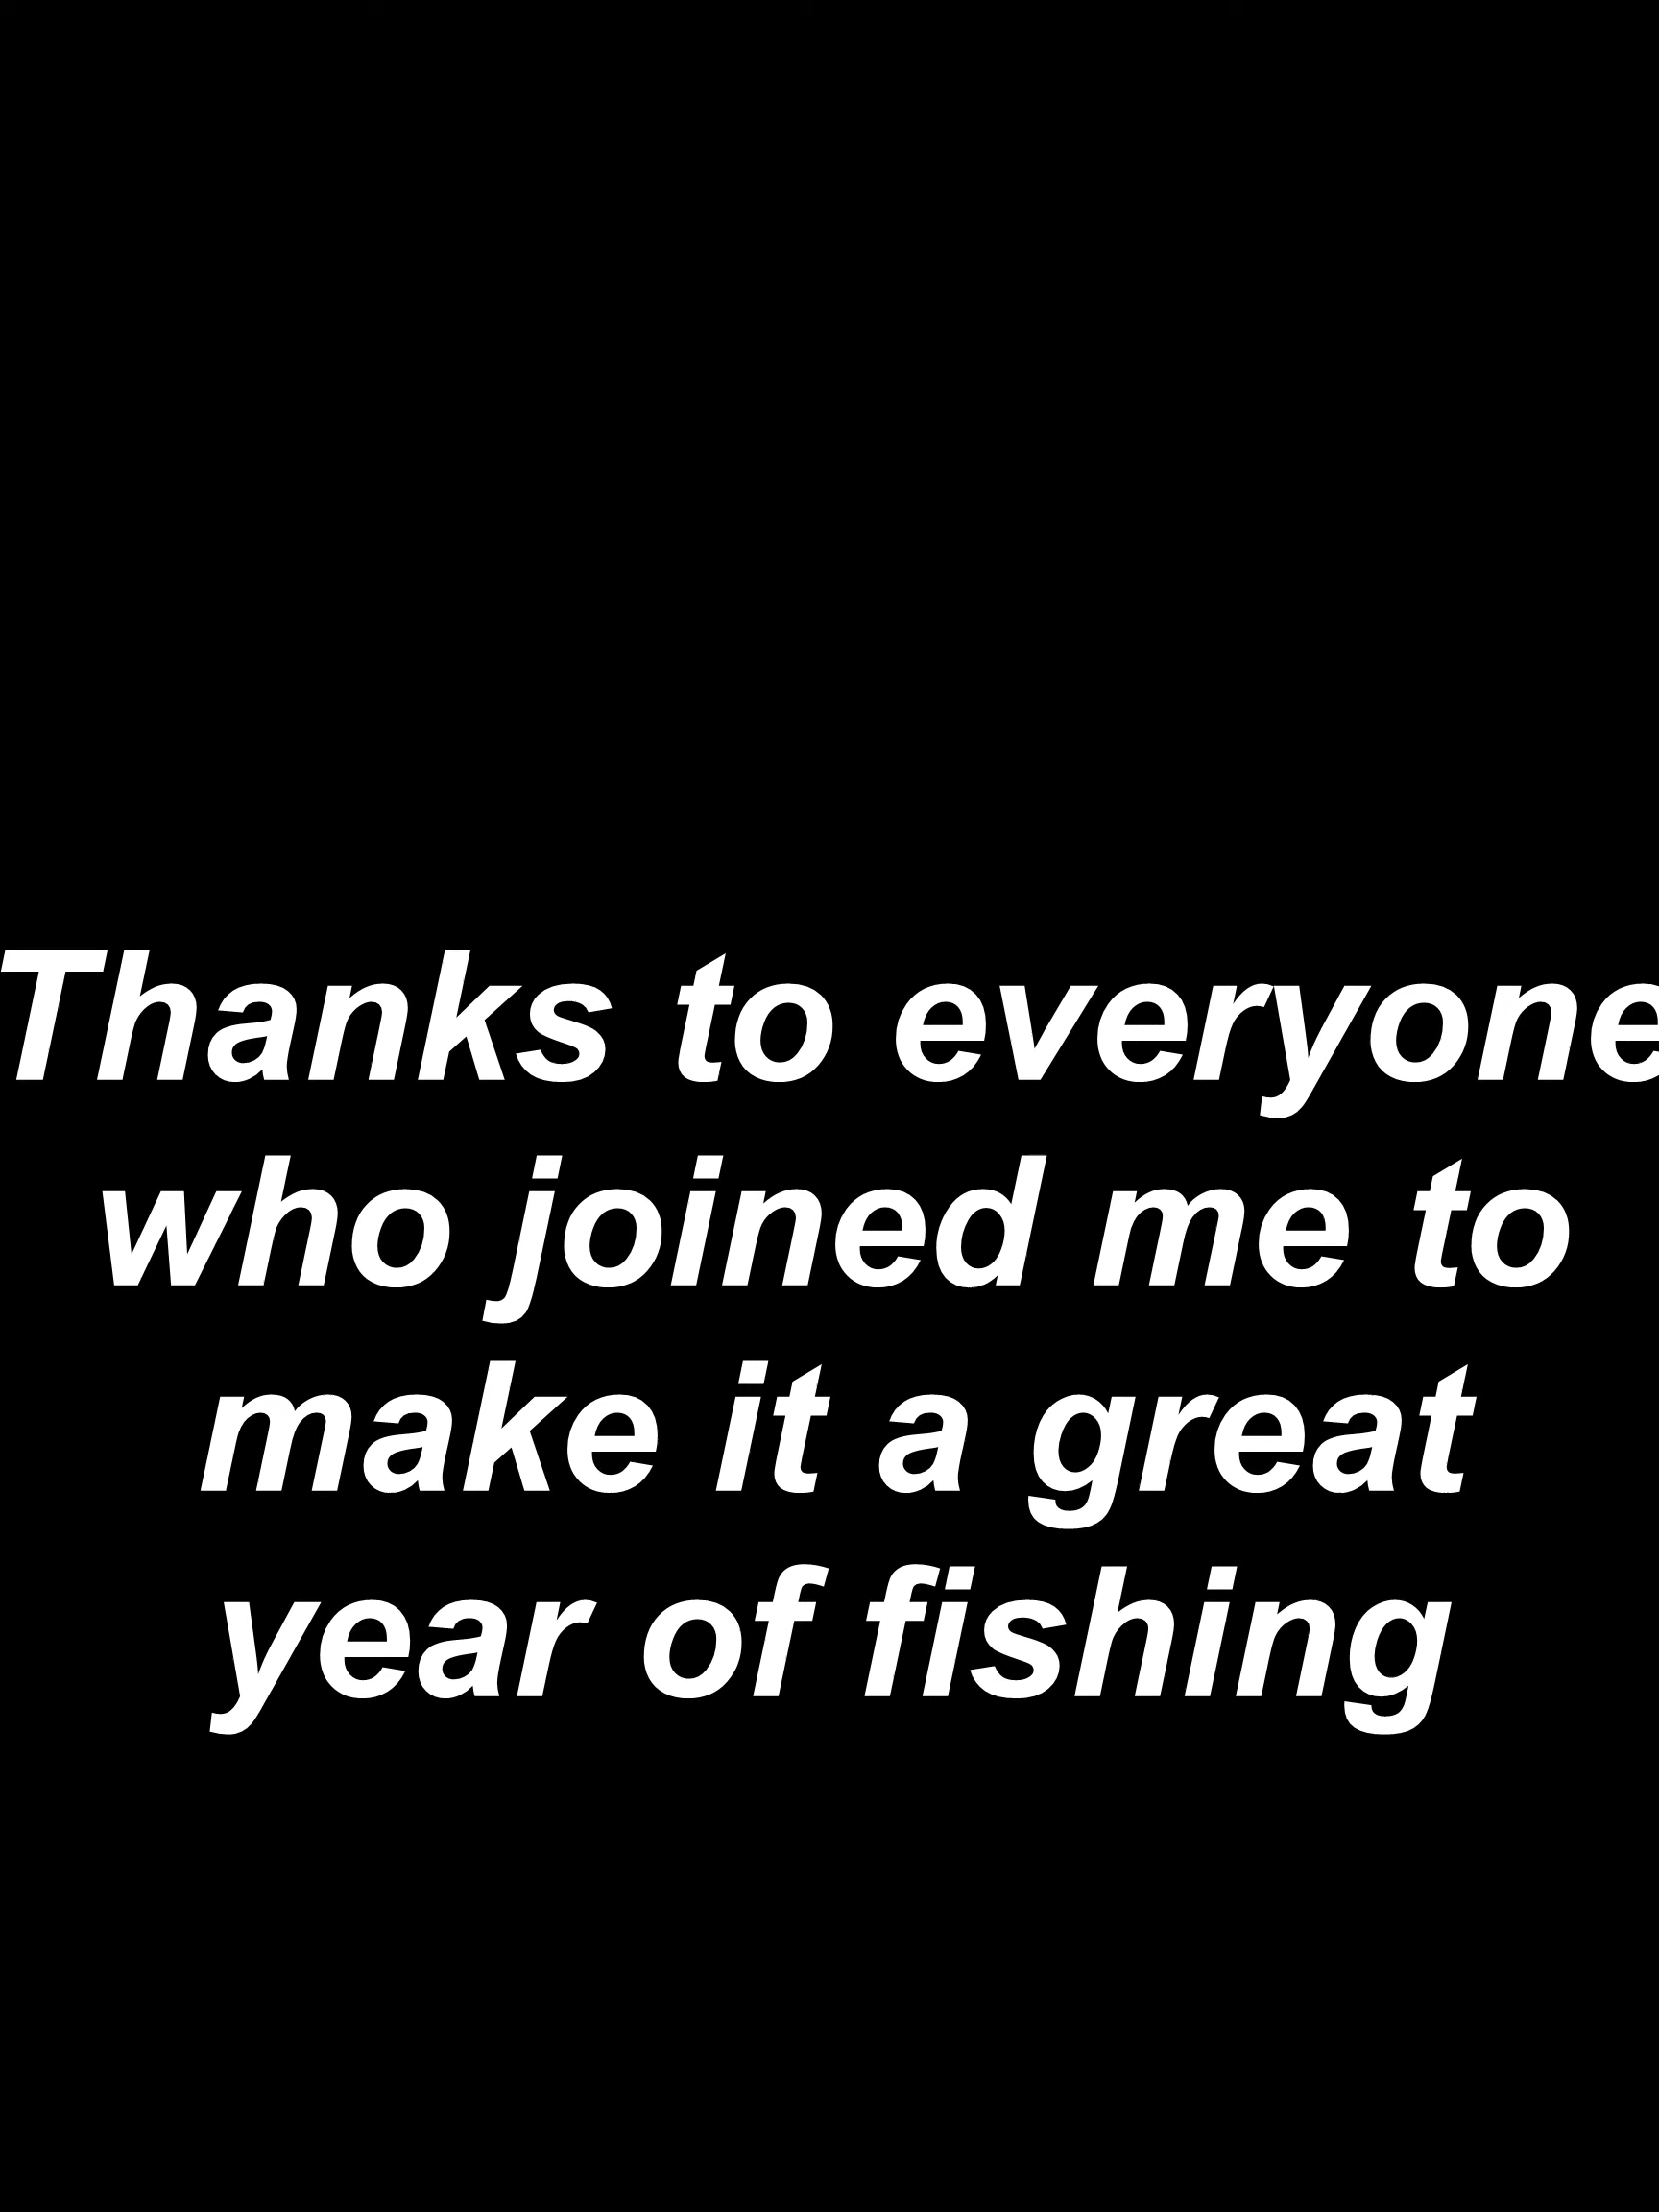 Thanks to everyone
who joined me to
make it a great
year of fishing